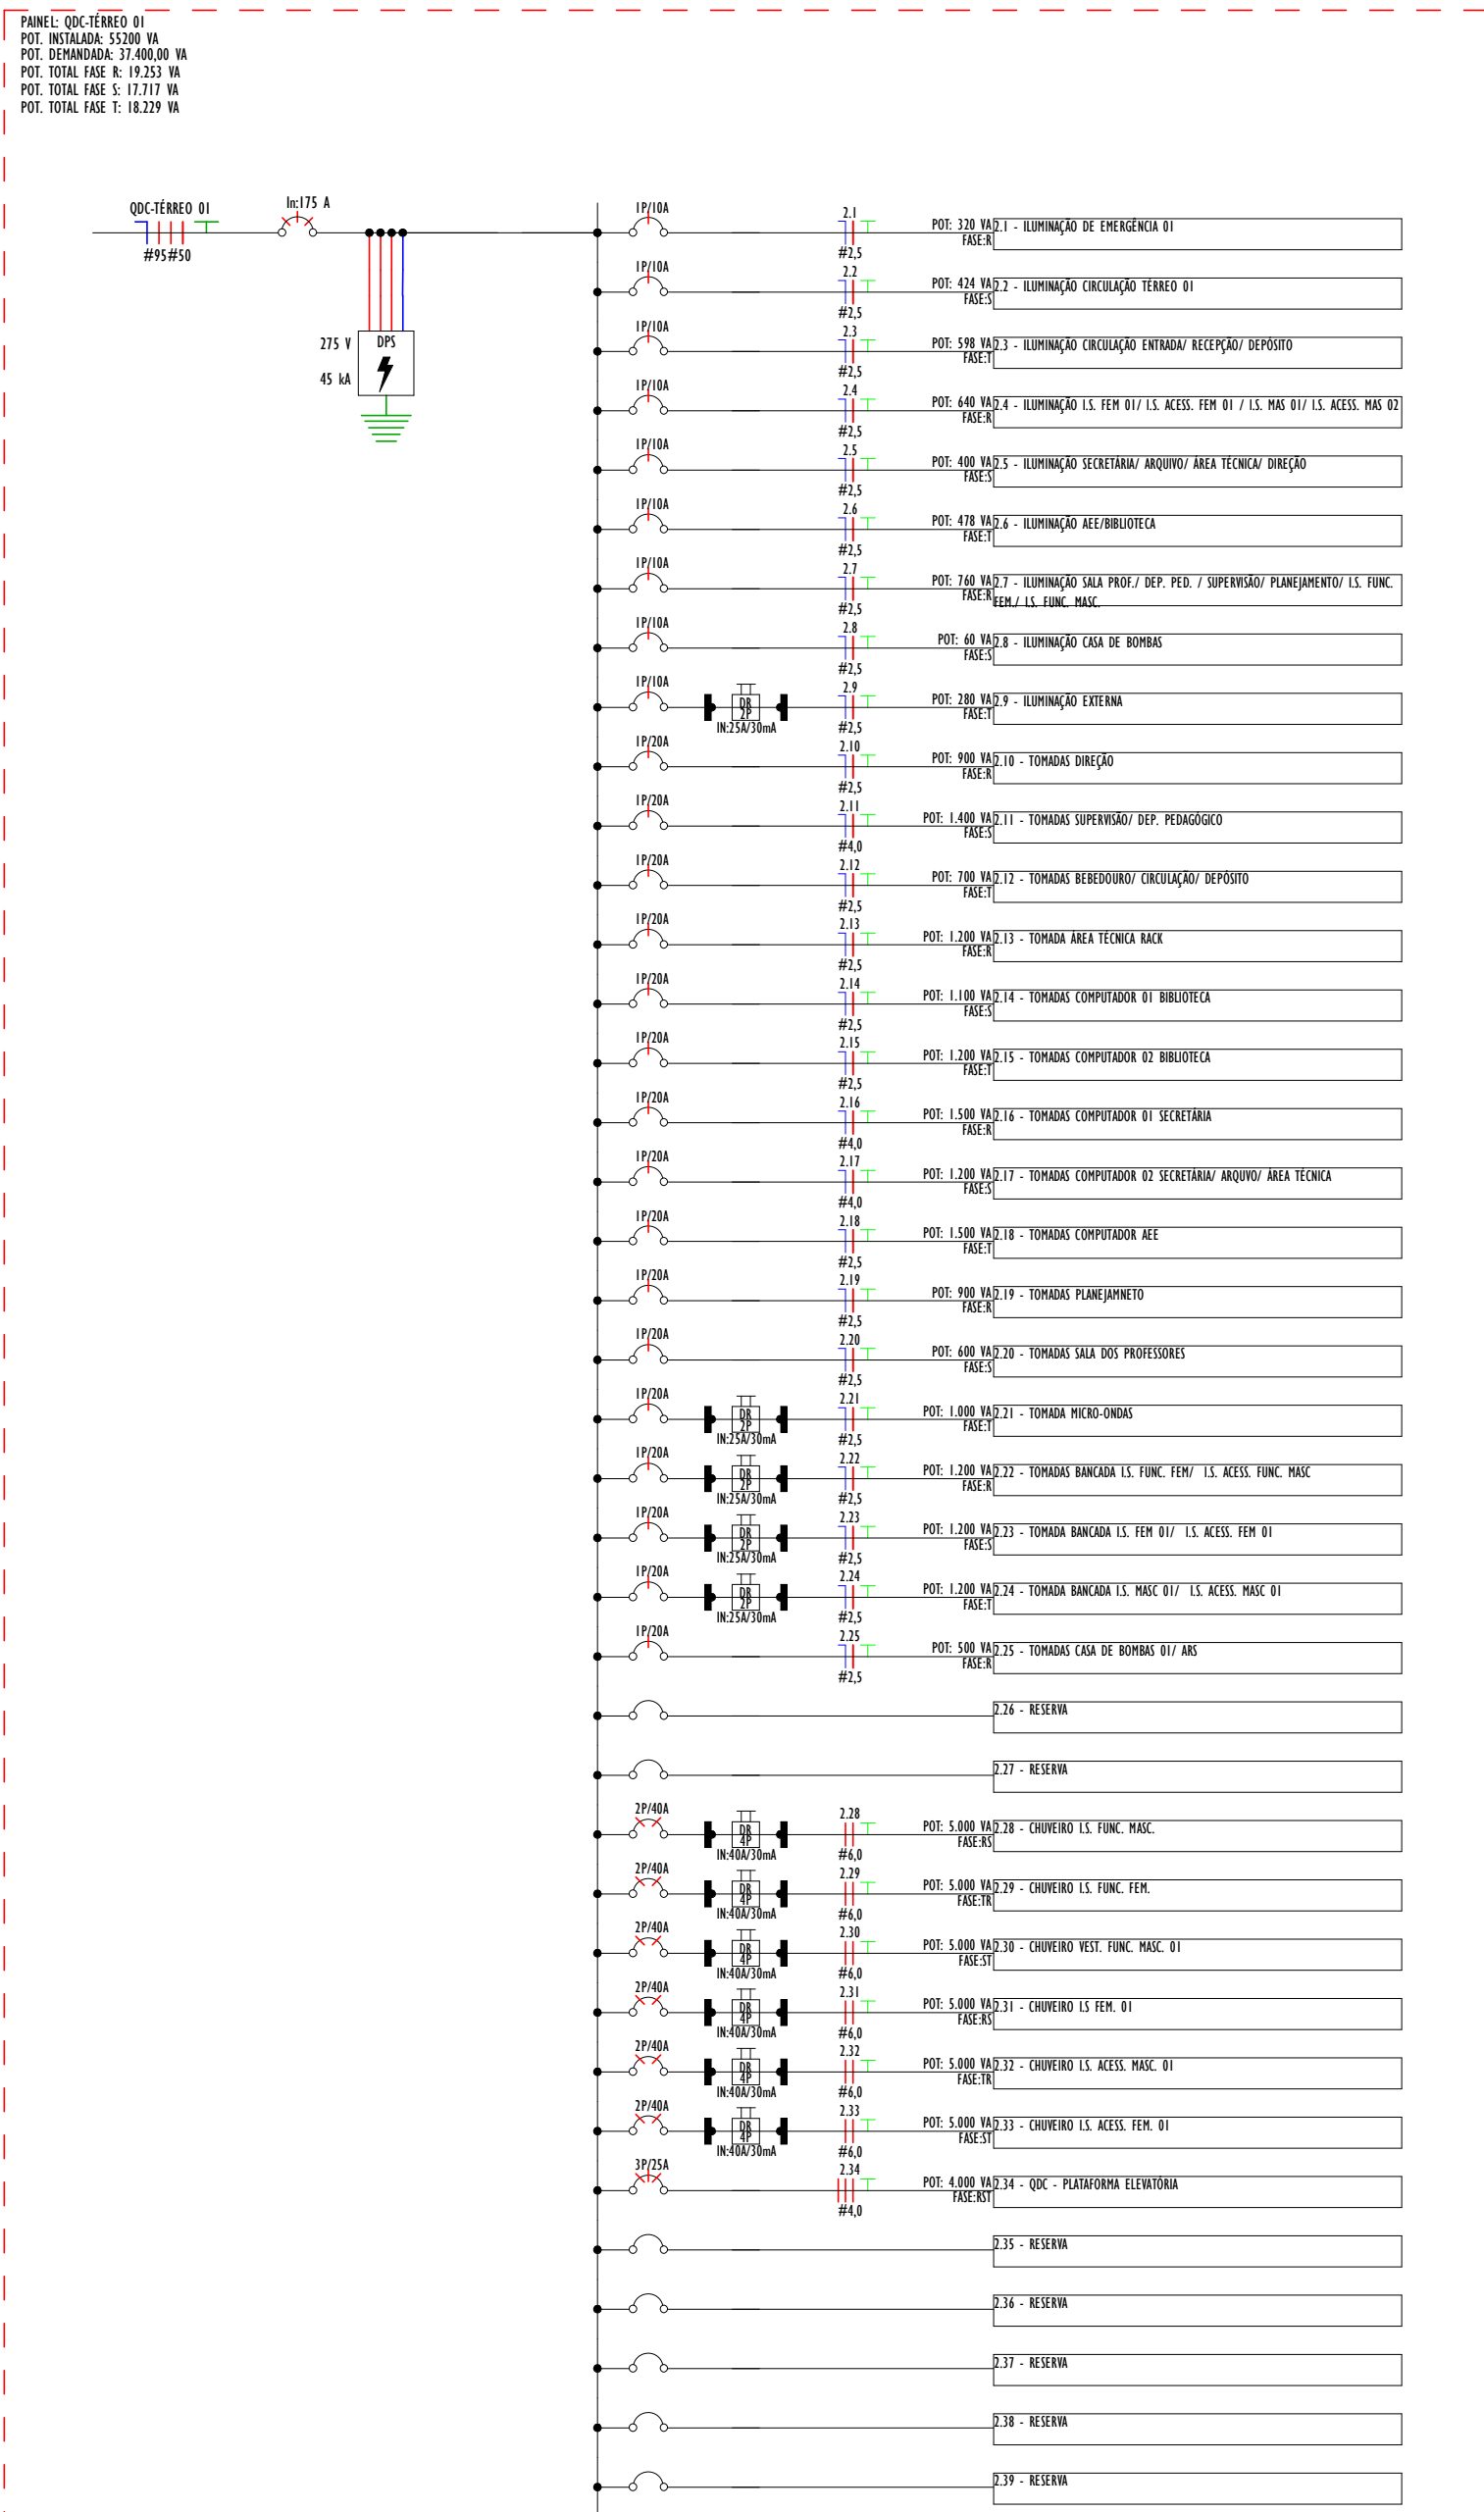 PAINEL: QDC-TÉRREO 01
POT. INSTALADA: 55200 VA
POT. DEMANDADA: 37.400,00 VA
POT. TOTAL FASE R: 19.253 VA
POT. TOTAL FASE S: 17.717 VA
POT. TOTAL FASE T: 18.229 VA
QDC-TÉRREO 01
#95#50
In:175 A
275 V
45 kA
DPS
1P/10A
2.1
#2,5
POT: 320 VA
FASE:R
2.1 - ILUMINAÇÃO DE EMERGÊNCIA 01
1P/10A
2.2
#2,5
POT: 424 VA
FASE:S
2.2 - ILUMINAÇÃO CIRCULAÇÃO TÉRREO 01
1P/10A
2.3
#2,5
POT: 598 VA
FASE:T
2.3 - ILUMINAÇÃO CIRCULAÇÃO ENTRADA/ RECEPÇÃO/ DEPÓSITO
1P/10A
2.4
#2,5
POT: 640 VA
FASE:R
2.4 - ILUMINAÇÃO I.S. FEM 01/ I.S. ACESS. FEM 01 / I.S. MAS 01/ I.S. ACESS. MAS 02
1P/10A
2.5
#2,5
POT: 400 VA
FASE:S
2.5 - ILUMINAÇÃO SECRETÁRIA/ ARQUIVO/ ÁREA TÉCNICA/ DIREÇÃO
1P/10A
2.6
#2,5
POT: 478 VA
FASE:T
2.6 - ILUMINAÇÃO AEE/BIBLIOTECA
1P/10A
2.7
#2,5
POT: 760 VA
FASE:R
2.7 - ILUMINAÇÃO SALA PROF./ DEP. PED. / SUPERVISÃO/ PLANEJAMENTO/ I.S. FUNC.
FEM./ I.S. FUNC. MASC.
1P/10A
2.8
#2,5
POT: 60 VA
FASE:S
2.8 - ILUMINAÇÃO CASA DE BOMBAS
1P/10A
DR
2P
IN:25A/30mA
2.9
#2,5
POT: 280 VA
FASE:T
2.9 - ILUMINAÇÃO EXTERNA
1P/20A
2.10
#2,5
POT: 900 VA
FASE:R
2.10 - TOMADAS DIREÇÃO
1P/20A
2.11
#4,0
POT: 1.400 VA
FASE:S
2.11 - TOMADAS SUPERVISÃO/ DEP. PEDAGÓGICO
1P/20A
2.12
#2,5
POT: 700 VA
FASE:T
2.12 - TOMADAS BEBEDOURO/ CIRCULAÇÃO/ DEPÓSITO
1P/20A
2.13
#2,5
POT: 1.200 VA
FASE:R
2.13 - TOMADA ÁREA TÉCNICA RACK
1P/20A
2.14
#2,5
POT: 1.100 VA
FASE:S
2.14 - TOMADAS COMPUTADOR 01 BIBLIOTECA
1P/20A
2.15
#2,5
POT: 1.200 VA
FASE:T
2.15 - TOMADAS COMPUTADOR 02 BIBLIOTECA
1P/20A
2.16
#4,0
POT: 1.500 VA
FASE:R
2.16 - TOMADAS COMPUTADOR 01 SECRETÁRIA
1P/20A
2.17
#4,0
POT: 1.200 VA
FASE:S
2.17 - TOMADAS COMPUTADOR 02 SECRETÁRIA/ ARQUVO/ ÁREA TÉCNICA
1P/20A
2.18
#2,5
POT: 1.500 VA
FASE:T
2.18 - TOMADAS COMPUTADOR AEE
1P/20A
2.19
#2,5
POT: 900 VA
FASE:R
2.19 - TOMADAS PLANEJAMNETO
1P/20A
2.20
#2,5
POT: 600 VA
FASE:S
2.20 - TOMADAS SALA DOS PROFESSORES
1P/20A
DR
2P
IN:25A/30mA
2.21
#2,5
POT: 1.000 VA
FASE:T
2.21 - TOMADA MICRO-ONDAS
1P/20A
DR
2P
IN:25A/30mA
2.22
#2,5
POT: 1.200 VA
FASE:R
2.22 - TOMADAS BANCADA I.S. FUNC. FEM/ I.S. ACESS. FUNC. MASC
1P/20A
DR
2P
IN:25A/30mA
2.23
#2,5
POT: 1.200 VA
FASE:S
2.23 - TOMADA BANCADA I.S. FEM 01/ I.S. ACESS. FEM 01
1P/20A
DR
2P
IN:25A/30mA
2.24
#2,5
POT: 1.200 VA
FASE:T
2.24 - TOMADA BANCADA I.S. MASC 01/ I.S. ACESS. MASC 01
1P/20A
2.25
#2,5
POT: 500 VA
FASE:R
2.25 - TOMADAS CASA DE BOMBAS 01/ ARS
2.26 - RESERVA
2.27 - RESERVA
2P/40A
DR
4P
IN:40A/30mA
2.28
#6,0
POT: 5.000 VA
FASE:RS
2.28 - CHUVEIRO I.S. FUNC. MASC.
2P/40A
DR
4P
IN:40A/30mA
2.29
#6,0
POT: 5.000 VA
FASE:TR
2.29 - CHUVEIRO I.S. FUNC. FEM.
2P/40A
DR
4P
IN:40A/30mA
2.30
#6,0
POT: 5.000 VA
FASE:ST
2.30 - CHUVEIRO VEST. FUNC. MASC. 01
2P/40A
DR
4P
IN:40A/30mA
2.31
#6,0
POT: 5.000 VA
FASE:RS
2.31 - CHUVEIRO I.S FEM. 01
2P/40A
DR
4P
IN:40A/30mA
2.32
#6,0
POT: 5.000 VA
FASE:TR
2.32 - CHUVEIRO I.S. ACESS. MASC. 01
2P/40A
DR
4P
IN:40A/30mA
2.33
#6,0
POT: 5.000 VA
FASE:ST
2.33 - CHUVEIRO I.S. ACESS. FEM. 01
3P/25A
2.34
#4,0
POT: 4.000 VA
FASE:RST
2.34 - QDC - PLATAFORMA ELEVATÓRIA
2.35 - RESERVA
2.36 - RESERVA
2.37 - RESERVA
2.38 - RESERVA
2.39 - RESERVA